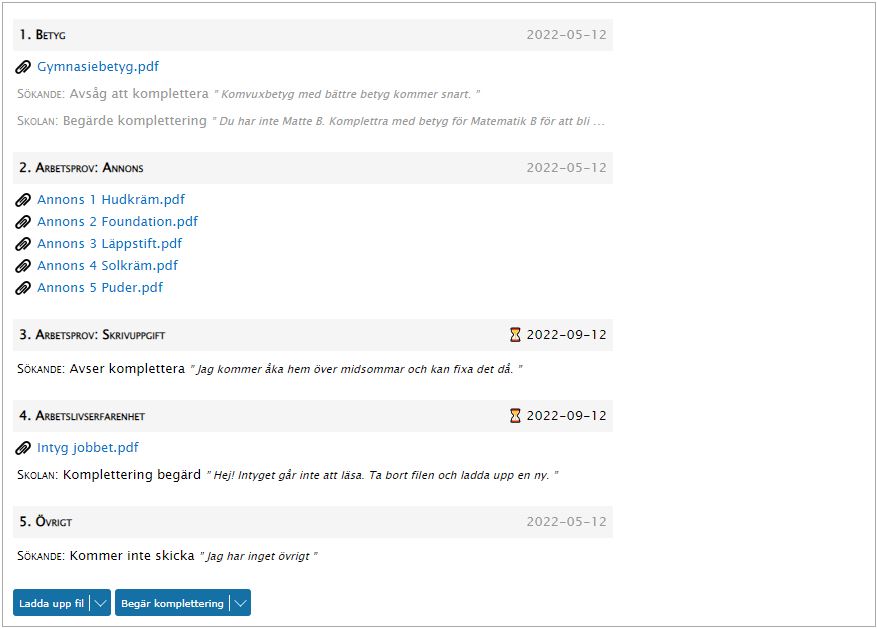 1. Betyg 2022-05-12
Gymnasiebetyg.pdf
Sökande: Avsåg att komplettera " Komvuxbetyg med bättre betyg kommer snart. "
Skolan: Begärde komplettering " Du har inte Matte B. Komplettra med betyg för Matematik B för att bli ...
2. Arbetsprov: Annons 2022-05-12
Annons 1 Hudkräm.pdf
Annons 2 Foundation.pdf
Annons 3 Läppstift.pdf
Annons 4 Solkräm.pdf
Annons 5 Puder.pdf
3. Arbetsprov: Skrivuppgift 2022-09-12
Sökande: Avser komplettera " Jag kommer åka hem över midsommar och kan fixa det då. "
4. Arbetslivserfarenhet 2022-09-12
Intyg jobbet.pdf
Skolan: Komplettering begärd " Hej! Intyget går inte att läsa. Ta bort filen och ladda upp en ny. "
5. Övrigt 2022-05-12
Sökande: Kommer inte skicka " Jag har inget övrigt "
Ladda upp fil Begär komplettering